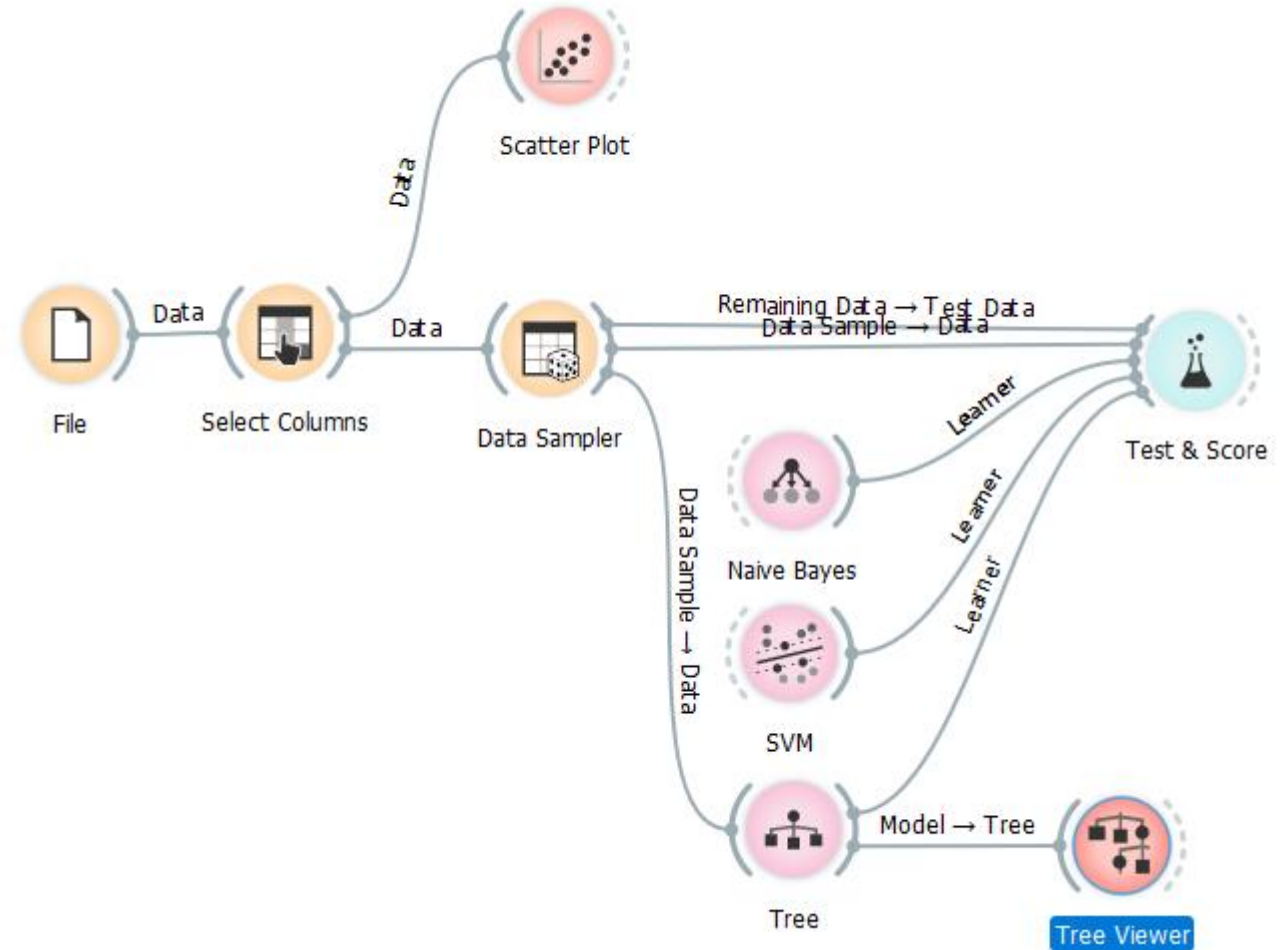 Scatter Plot
Data
Data
File
Select Columns
Data
Data Sampler
Remaining Data → Test Data
Data Sample → Data
Test & Score
Learner
Naive Bayes
Learner
SVM
Learner
Data Sample → Data
Tree
Model → Tree
Tree Viewer